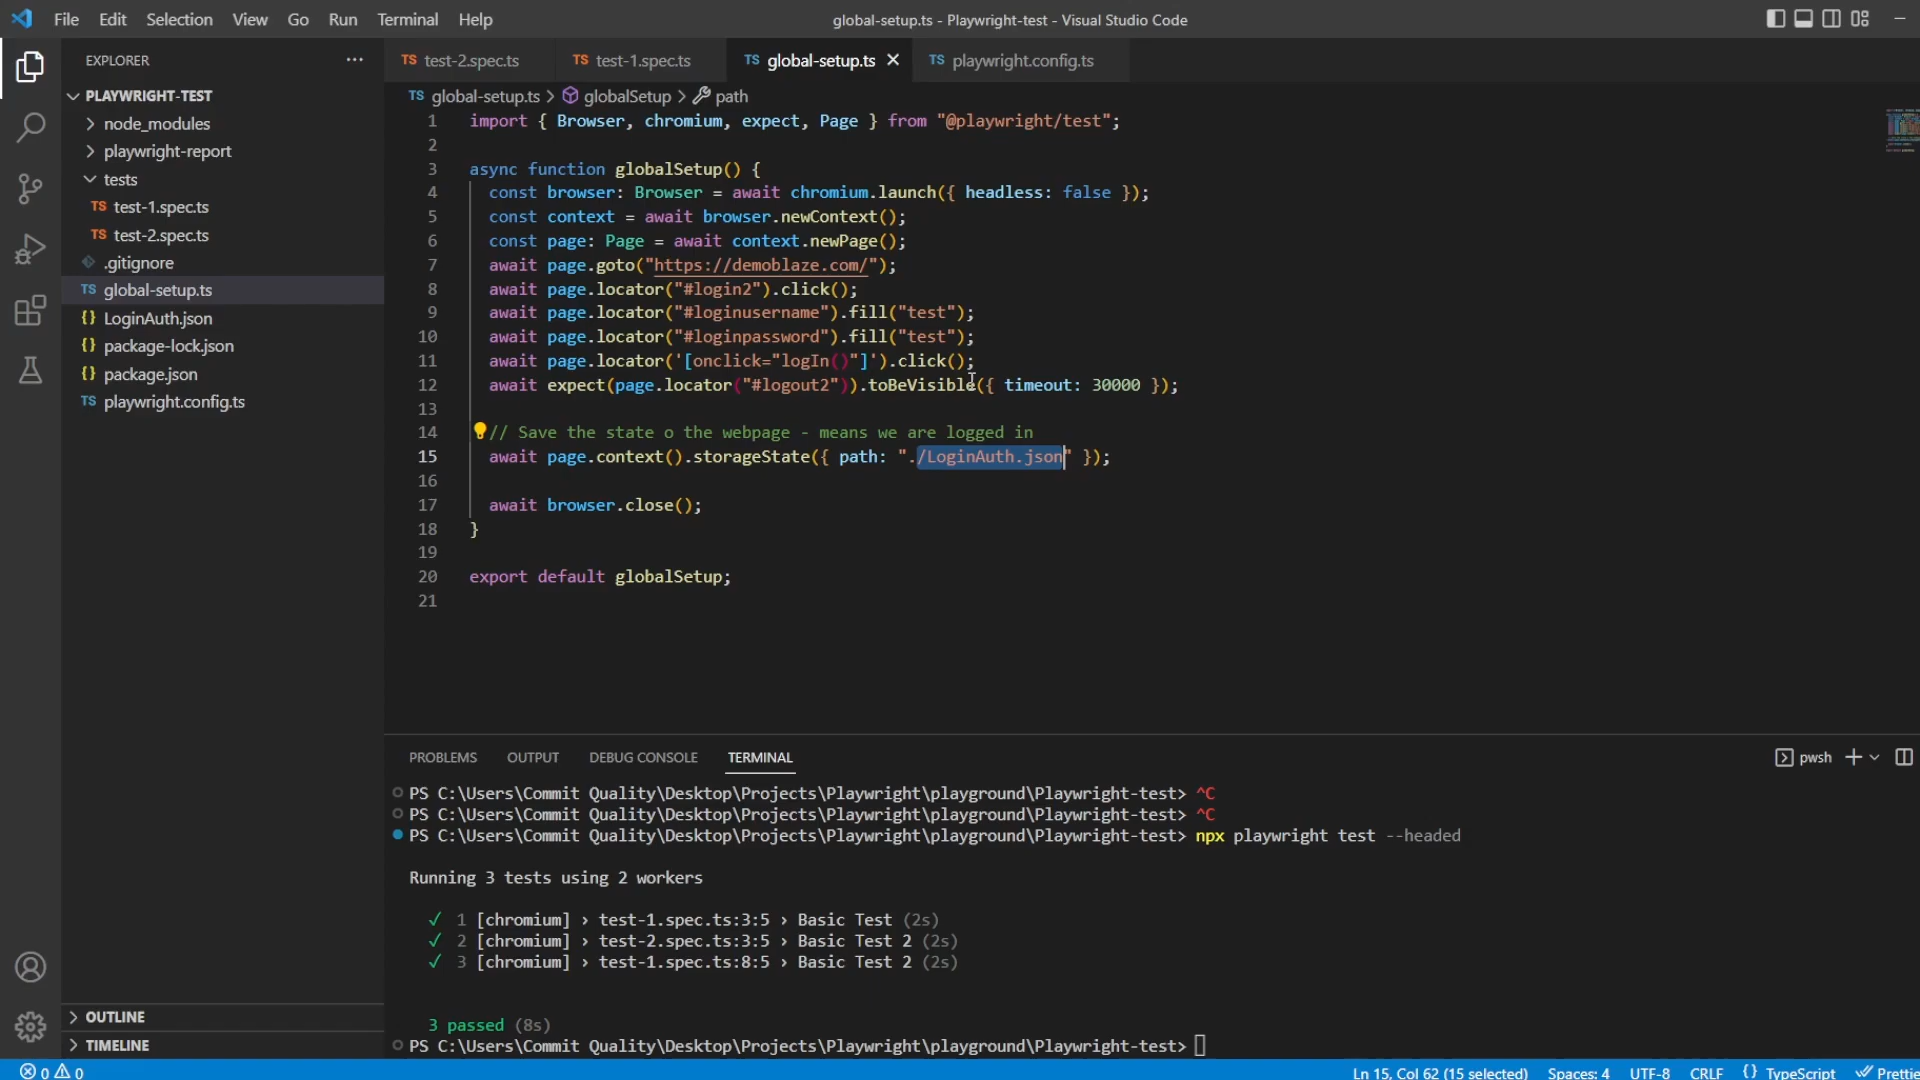 File Edit Selection View Go Run Terminal Help
global-setup.ts - Playwright-test - Visual Studio Code
EXPLORER ...
PLAYWRIGHT-TEST
node_modules
playwright-report
tests
TS test-1.spec.ts
TS test-2.spec.ts
.gitignore
TS global-setup.ts
{} LoginAuth.json
{} package-lock.json
{} package.json
TS playwright.config.ts
OUTLINE
TIMELINE
TS test-2.spec.ts TS test-1.spec.ts TS global-setup.ts TS playwright.config.ts
TS global-setup.ts > globalSetup > path
1 import { Browser, chromium, expect, Page } from "@playwright/test";
2
3 async function globalSetup() {
4 const browser: Browser = await chromium.launch({ headless: false });
5 const context = await browser.newContext();
6 const page: Page = await context.newPage();
7 await page.goto("https://demoblaze.com/");
8 await page.locator("#login2").click();
9 await page.locator("#loginusername").fill("test");
10 await page.locator("#loginpassword").fill("test");
11 await page.locator('[onclick="logIn()"]').click();
12 await expect(page.locator("#logout2")).toBeVisible({ timeout: 30000 });
13
14 // Save the state o the webpage - means we are logged in
15 await page.context().storageState({ path: "./LoginAuth.json" });
16
17 await browser.close();
18 }
19
20 export default globalSetup;
21
PROBLEMS OUTPUT DEBUG CONSOLE TERMINAL
pwsh
PS C:\Users\Commit Quality\Desktop\Projects\Playwright\playground\Playwright-test> ^C
PS C:\Users\Commit Quality\Desktop\Projects\Playwright\playground\Playwright-test> ^C
PS C:\Users\Commit Quality\Desktop\Projects\Playwright\playground\Playwright-test> npx playwright test --headed
Running 3 tests using 2 workers
✓ 1 [chromium] › test-1.spec.ts:3:5 › Basic Test (2s)
✓ 2 [chromium] › test-2.spec.ts:3:5 › Basic Test 2 (2s)
✓ 3 [chromium] › test-1.spec.ts:8:5 › Basic Test 2 (2s)
3 passed (8s)
PS C:\Users\Commit Quality\Desktop\Projects\Playwright\playground\Playwright-test>
0 0 Ln 15, Col 62 (15 selected) Spaces: 4 UTF-8 CRLF {} TypeScript Prettie